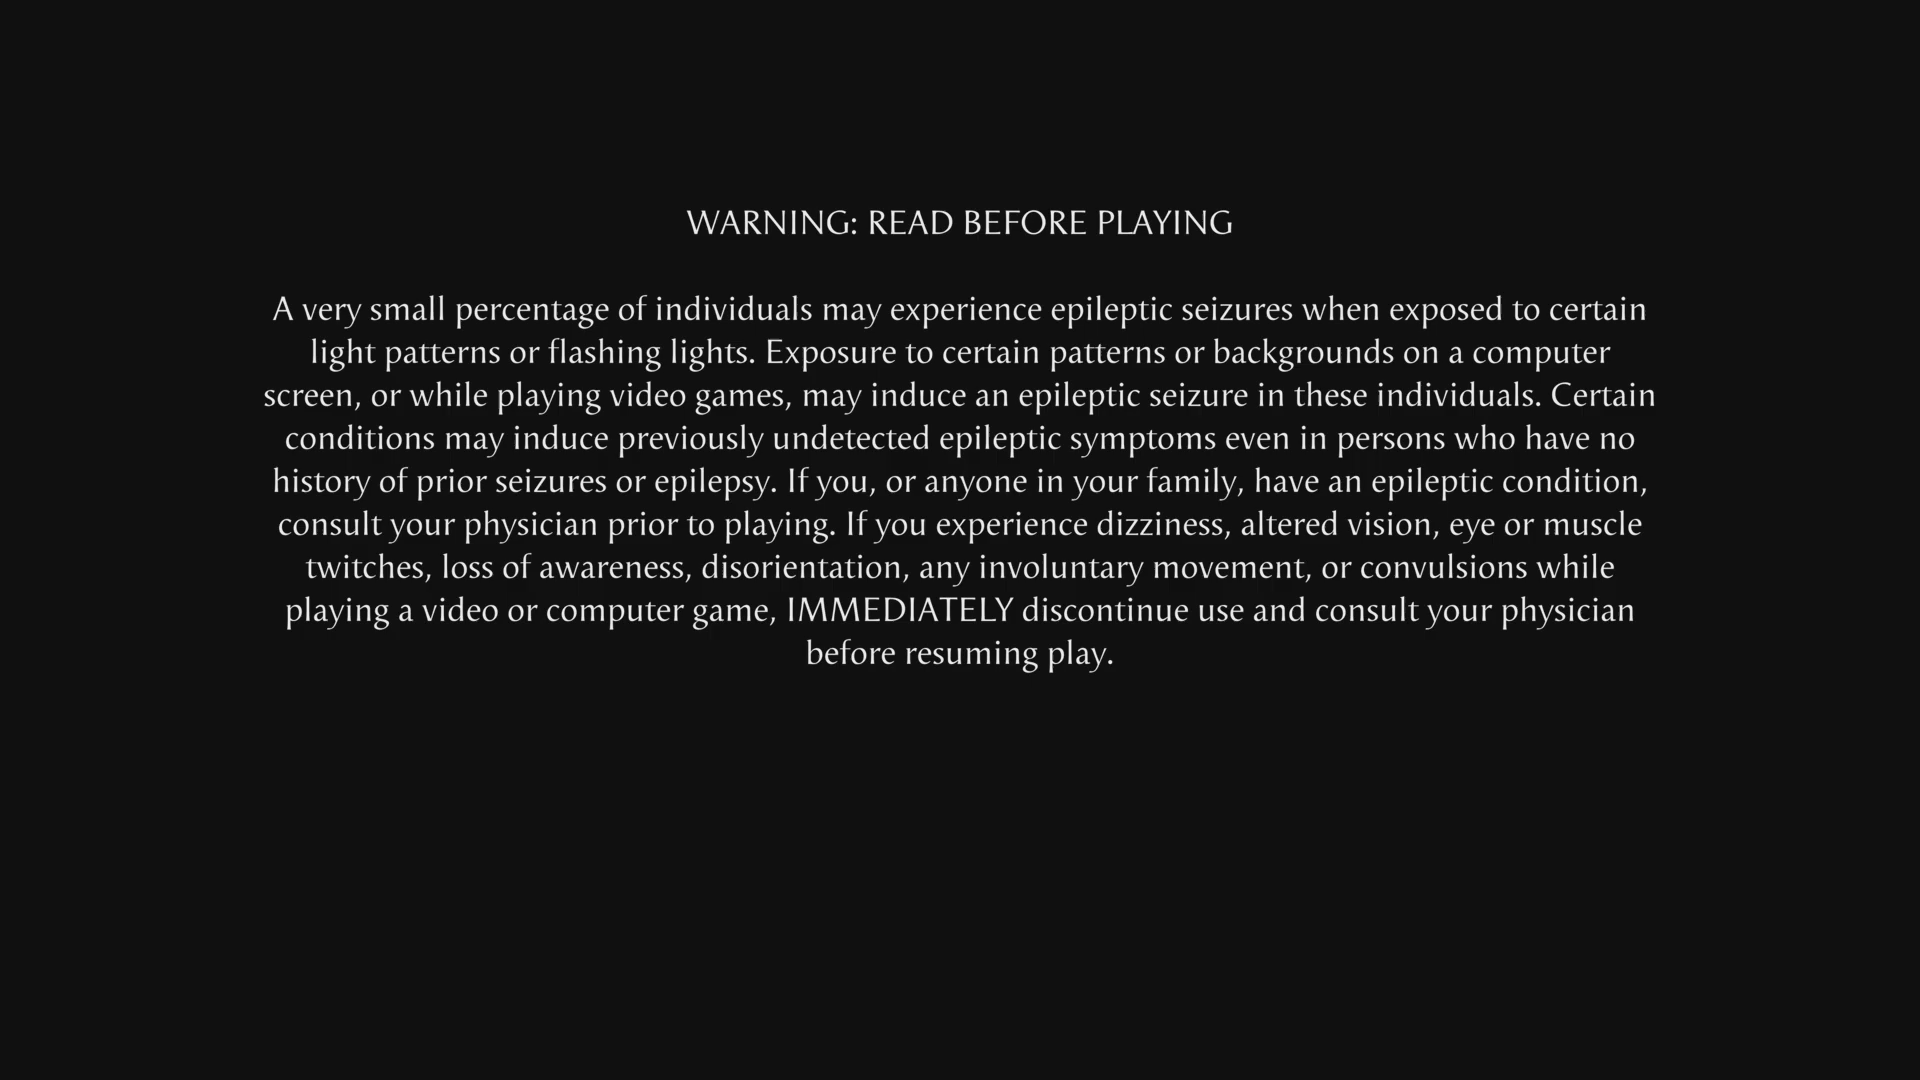 WARNING: READ BEFORE PLAYING
A very small percentage of individuals may experience epileptic seizures when exposed to certain
light patterns or flashing lights. Exposure to certain patterns or backgrounds on a computer
screen, or while playing video games, may induce an epileptic seizure in these individuals. Certain
conditions may induce previously undetected epileptic symptoms even in persons who have no
history of prior seizures or epilepsy. If you, or anyone in your family, have an epileptic condition,
consult your physician prior to playing. If you experience dizziness, altered vision, eye or muscle
twitches, loss of awareness, disorientation, any involuntary movement, or convulsions while
playing a video or computer game, IMMEDIATELY discontinue use and consult your physician
before resuming play.